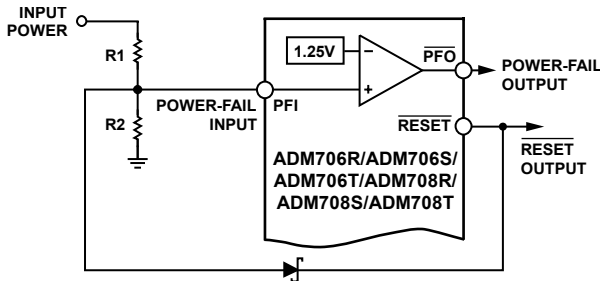 INPUT
POWER
R1
R2
1.25V
−
+
PFO
POWER-FAIL
OUTPUT
POWER-FAIL
INPUT
PFI
RESET
RESET
OUTPUT
ADM706R/ADM706S/
ADM706T/ADM708R/
ADM708S/ADM708T